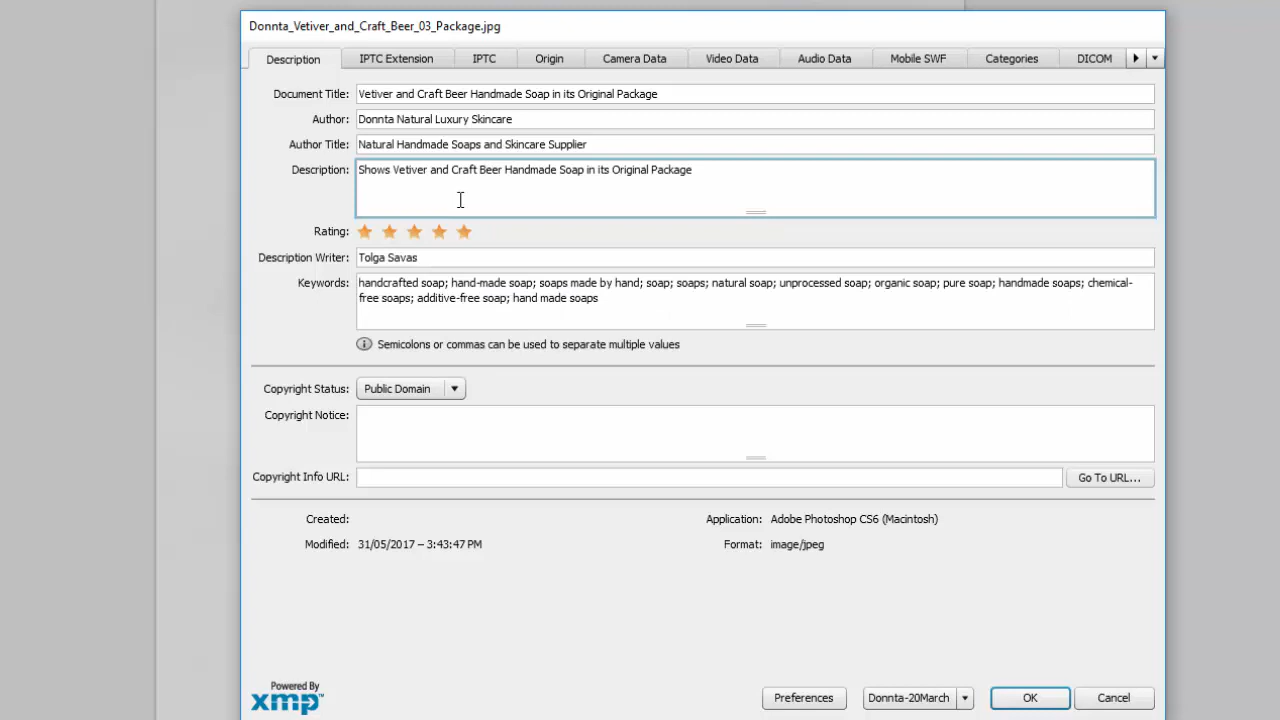 Donnta_Vetiver_and_Craft_Beer_03_Package.jpg
Description IPTC Extension IPTC Origin Camera Data Video Data Audio Data Mobile SWF Categories DICOM
Document Title: Vetiver and Craft Beer Handmade Soap in its Original Package
Author: Donnta Natural Luxury Skincare
Author Title: Natural Handmade Soaps and Skincare Supplier
Description: Shows Vetiver and Craft Beer Handmade Soap in its Original Package
Rating:
Description Writer: Tolga Savas
Keywords: handcrafted soap; hand-made soap; soaps made by hand; soap; soaps; natural soap; unprocessed soap; organic soap; pure soap; handmade soaps; chemical-
free soaps; additive-free soap; hand made soaps
Semicolons or commas can be used to separate multiple values
Copyright Status: Public Domain
Copyright Notice:
Copyright Info URL: Go To URL...
Created: Application: Adobe Photoshop CS6 (Macintosh)
Modified: 31/05/2017 – 3:43:47 PM Format: image/jpeg
Powered By
xmp™ Preferences Donnta-20March OK Cancel